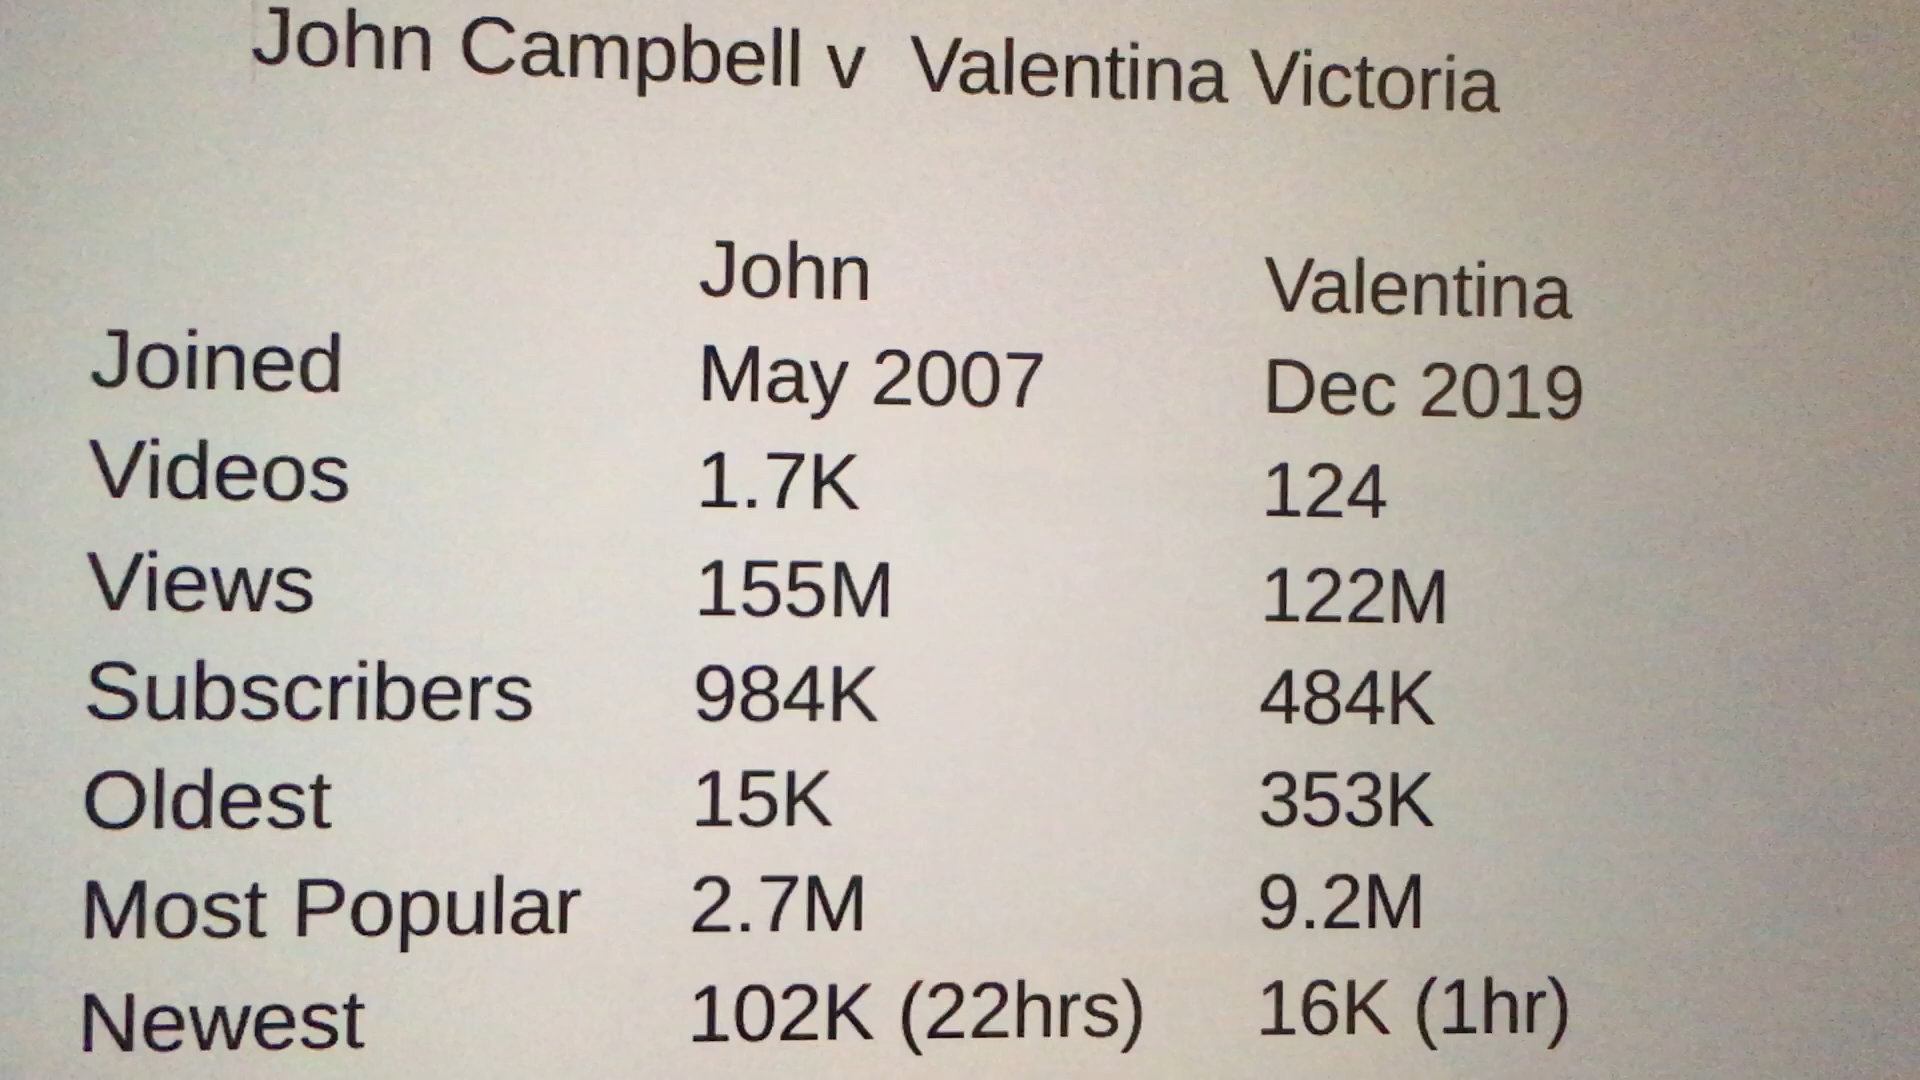 John Campbell v Valentina Victoria
John Valentina
Joined May 2007 Dec 2019
Videos 1.7K 124
Views 155M 122M
Subscribers 984K 484K
Oldest 15K 353K
Most Popular 2.7M 9.2M
Newest 102K (22hrs) 16K (1hr)